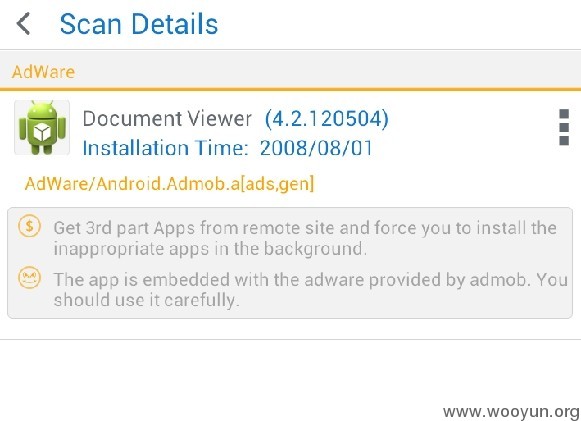 Scan Details
AdWare
Document Viewer (4.2.120504)
Installation Time: 2008/08/01
AdWare/Android.Admob.a[ads,gen]
Get 3rd part Apps from remote site and force you to install the
inappropriate apps in the background.
The app is embedded with the adware provided by admob. You
should use it carefully.
www.wooyun.org